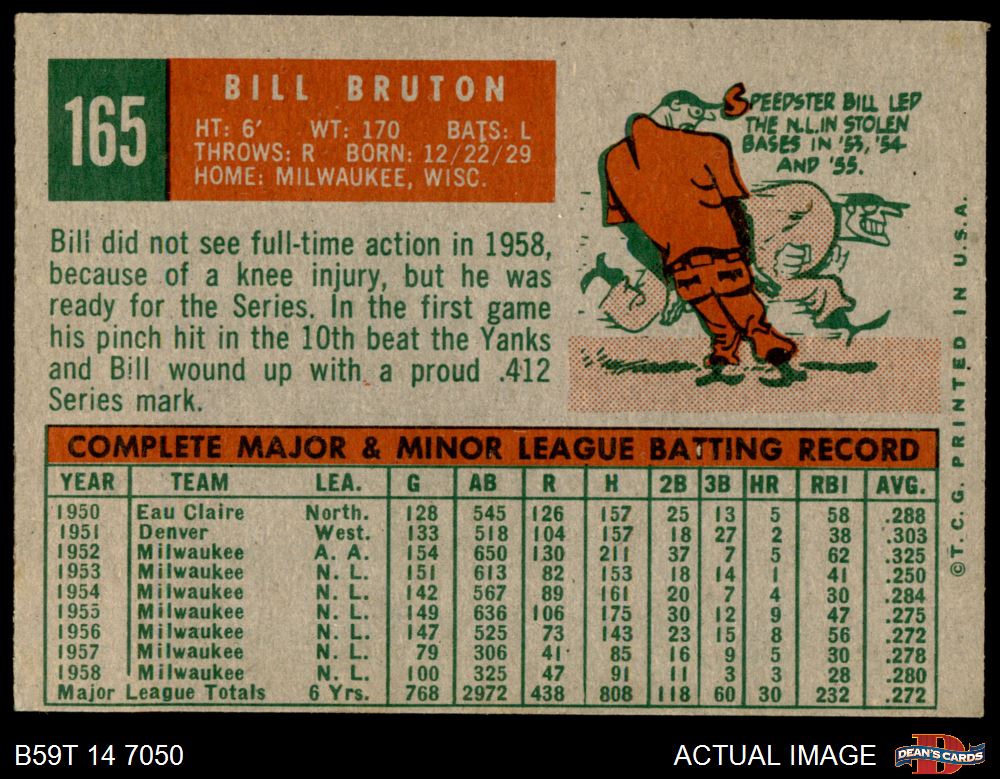 165
BILL BRUTON
HT: 6' WT: 170 BATS: L
THROWS: R BORN: 12/22/29
HOME: MILWAUKEE, WISC.
SPEEDSTER BILL LED
THE N.L. IN STOLEN
BASES IN '53, '54
AND '55.
Bill did not see full-time action in 1958,
because of a knee injury, but he was
ready for the Series. In the first game
his pinch hit in the 10th beat the Yanks
and Bill wound up with a proud .412
Series mark.
COMPLETE MAJOR & MINOR LEAGUE BATTING RECORD
YEAR TEAM LEA. G AB R H 2B 3B HR RBI AVG.
1950 Eau Claire North. 128 545 126 157 25 13 5 58 .288
1951 Denver West. 133 518 104 157 18 27 2 38 .303
1952 Milwaukee A. A. 154 650 130 211 37 7 5 62 .325
1953 Milwaukee N. L. 151 613 82 153 18 14 1 41 .250
1954 Milwaukee N. L. 142 567 89 161 20 7 4 30 .284
1955 Milwaukee N. L. 149 636 106 175 30 12 9 47 .275
1956 Milwaukee N. L. 147 525 73 143 23 15 8 56 .272
1957 Milwaukee N. L. 79 306 41 85 16 9 5 30 .278
1958 Milwaukee N. L. 100 325 47 91 11 3 3 28 .280
Major League Totals 6 Yrs. 768 2972 438 808 118 60 30 232 .272
©T. C. G. PRINTED IN U.S.A.
B59T 14 7050
ACTUAL IMAGE
DEAN'S CARDS